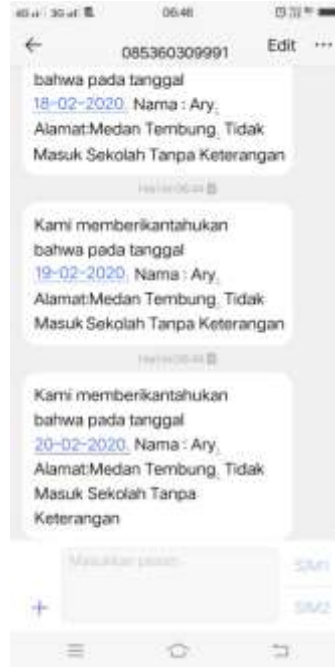 06:46
085360309991
Edit
bahwa pada tanggal
18-02-2020, Nama : Ary,
Alamat:Medan Tembung, Tidak
Masuk Sekolah Tanpa Keterangan
Kami memberikantahukan
bahwa pada tanggal
19-02-2020, Nama : Ary,
Alamat:Medan Tembung, Tidak
Masuk Sekolah Tanpa Keterangan
Kami memberikantahukan
bahwa pada tanggal
20-02-2020, Nama : Ary,
Alamat:Medan Tembung, Tidak
Masuk Sekolah Tanpa
Keterangan
Masukkan pesan
SIM1
SIM2